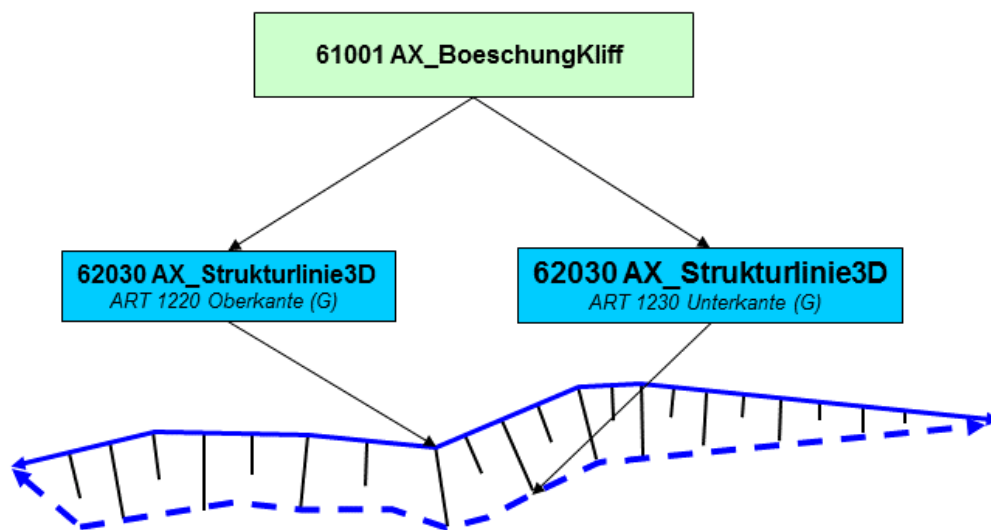 61001 AX_BoeschungKliff
62030 AX_Strukturlinie3D
ART 1220 Oberkante (G)
62030 AX_Strukturlinie3D
ART 1230 Unterkante (G)